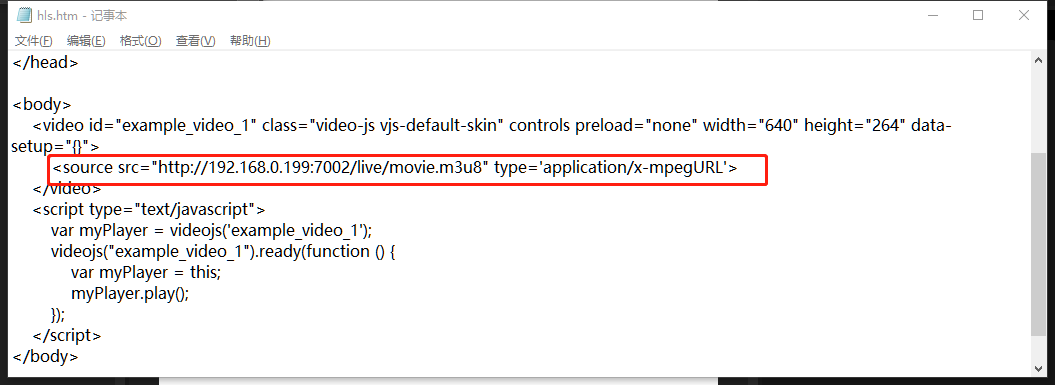 hls.htm - 记事本
文件(F) 编辑(E) 格式(O) 查看(V) 帮助(H)
</head>
<body>
<video id="example_video_1" class="video-js vjs-default-skin" controls preload="none" width="640" height="264" data-
setup="{}">
<source src="http://192.168.0.199:7002/live/movie.m3u8" type='application/x-mpegURL'>
</video>
<script type="text/javascript">
var myPlayer = videojs('example_video_1');
videojs("example_video_1").ready(function () {
var myPlayer = this;
myPlayer.play();
});
</script>
</body>